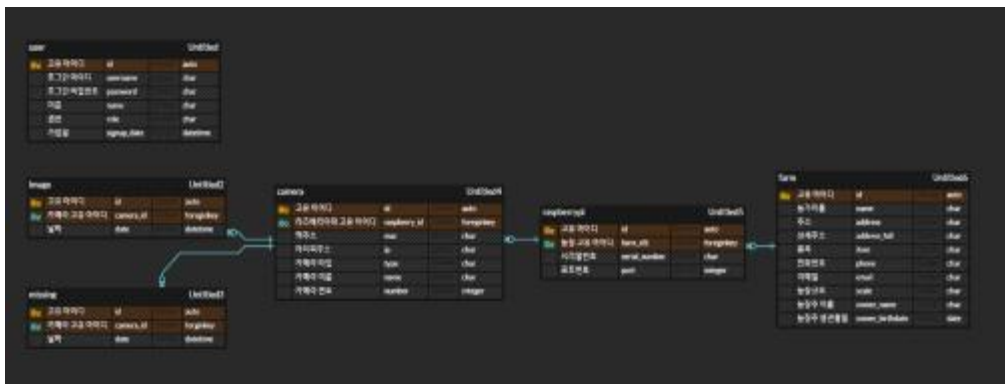 user Untitled
고유 아이디 id auto
로그인 아이디 username char
로그인 비밀번호 password char
이름 name char
권한 role char
가입일 signup_date datetime
Image Untitled2
고유 아이디 id auto
카메라 고유 아이디 camera_id foreignkey
날짜 date datetime
missing Untitled3
고유 아이디 id auto
카메라 고유 아이디 camera_id foreignkey
날짜 date datetime
camera Untitled4
고유 아이디 id auto
라즈베리파이 고유 아이디 raspberry_id foreignkey
맥주소 mac char
아이피주소 ip char
카메라 타입 type char
카메라 이름 name char
카메라 번호 number integer
raspberrypi Untitled5
고유 아이디 id auto
농장 고유 아이디 farm_id foreignkey
시리얼번호 serial_number char
포트번호 port integer
farm Untitled6
고유 아이디 id auto
농가이름 name char
주소 address char
상세주소 address_full char
char
전화번호 phone char
이메일 email char
농장규모 scale char
농장주 이름 owner_name char
농장주 생년월일 owner_birthdate date